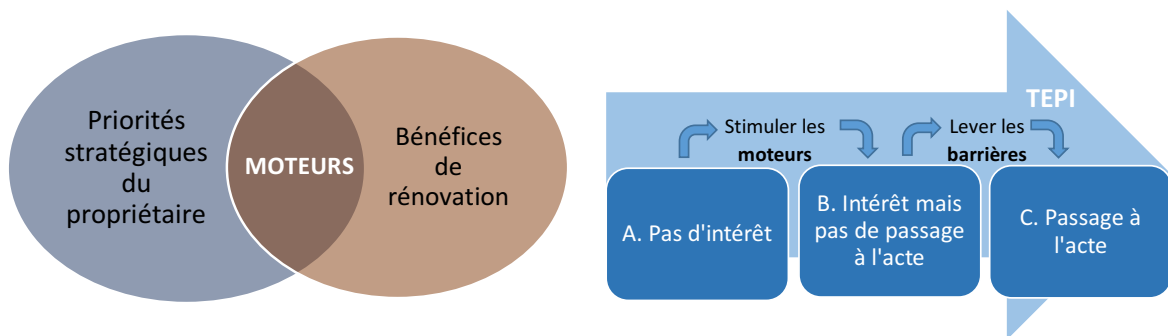 Priorités
stratégiques
du
propriétaire
MOTEURS
Bénéfices
de
rénovation
TEPI
Stimuler les
moteurs
Lever les
barrières
A. Pas d'intérêt
B. Intérêt mais
pas de passage
à l'acte
C. Passage à
l'acte